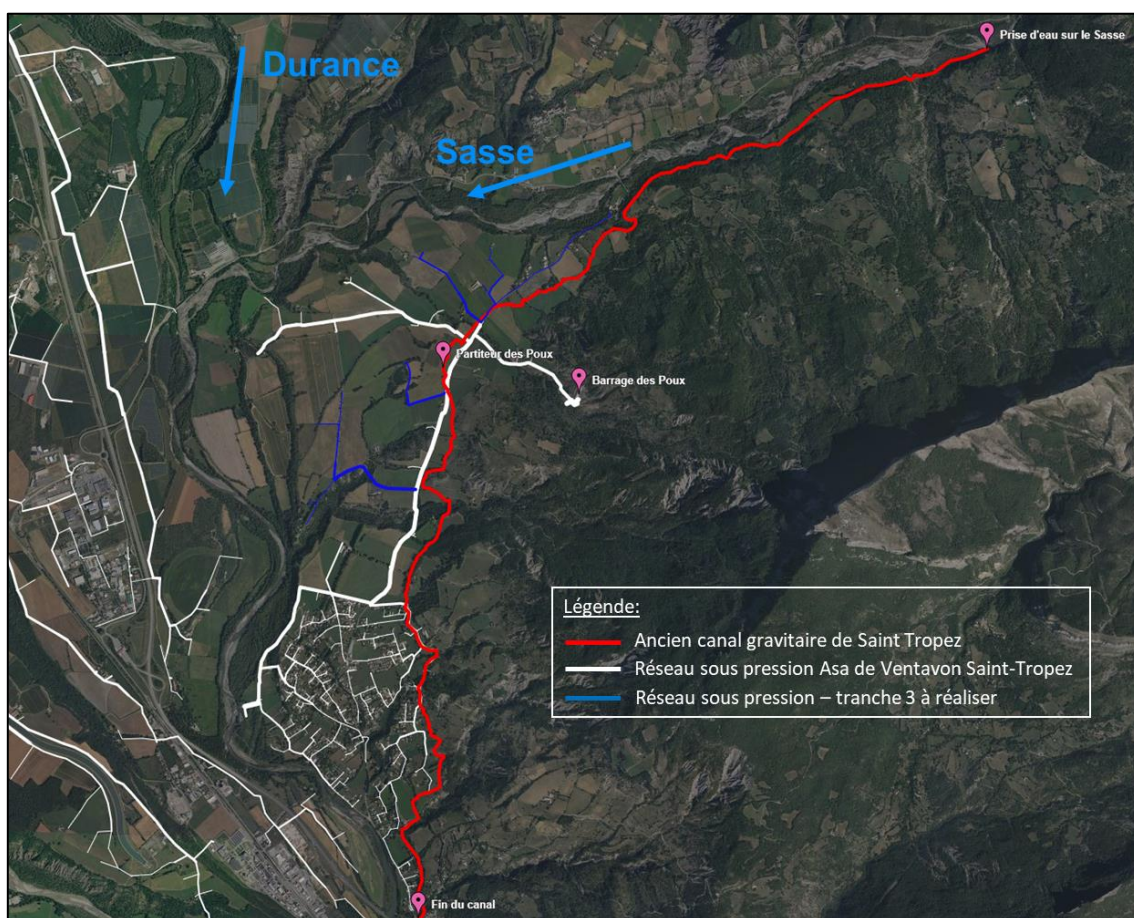 Prise d'eau sur le Sasse
Durance
Sasse
Partiteur des Poux
Barrage des Poux
Légende:
Ancien canal gravitaire de Saint Tropez
Réseau sous pression Asa de Ventavon Saint-Tropez
Réseau sous pression – tranche 3 à réaliser
Fin du canal